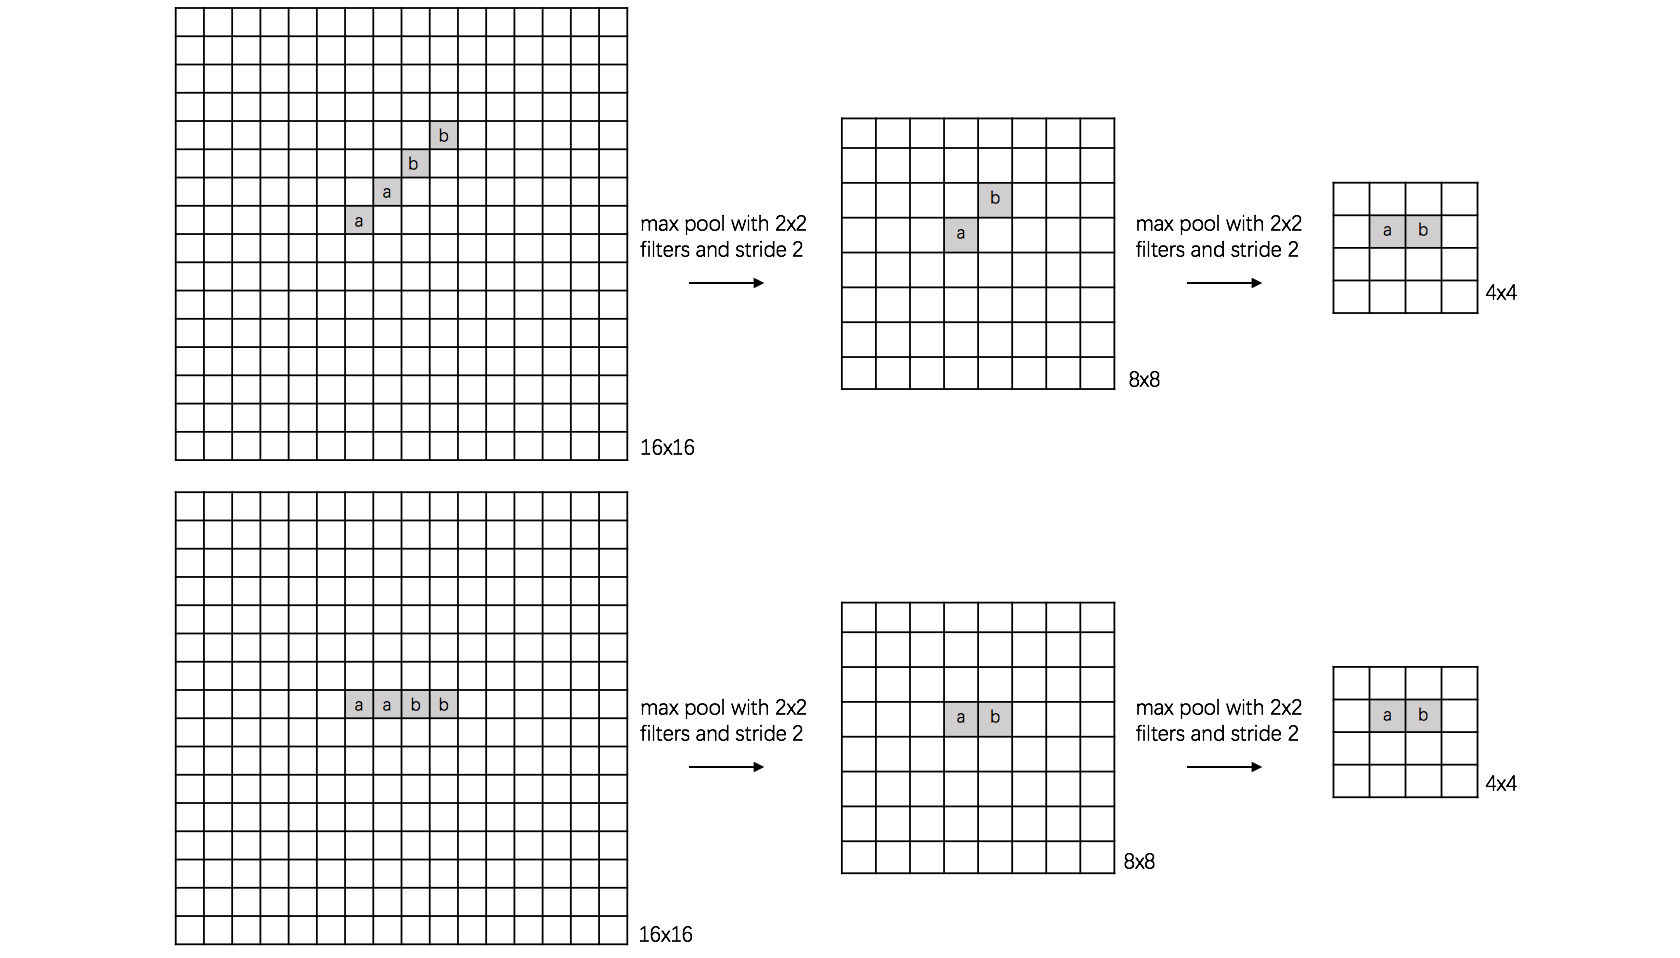 b
b
a
a
max pool with 2x2
filters and stride 2
16x16
b
a
8x8
max pool with 2x2
filters and stride 2
a b
4x4
a a b b
max pool with 2x2
filters and stride 2
16x16
a b
8x8
max pool with 2x2
filters and stride 2
a b
4x4